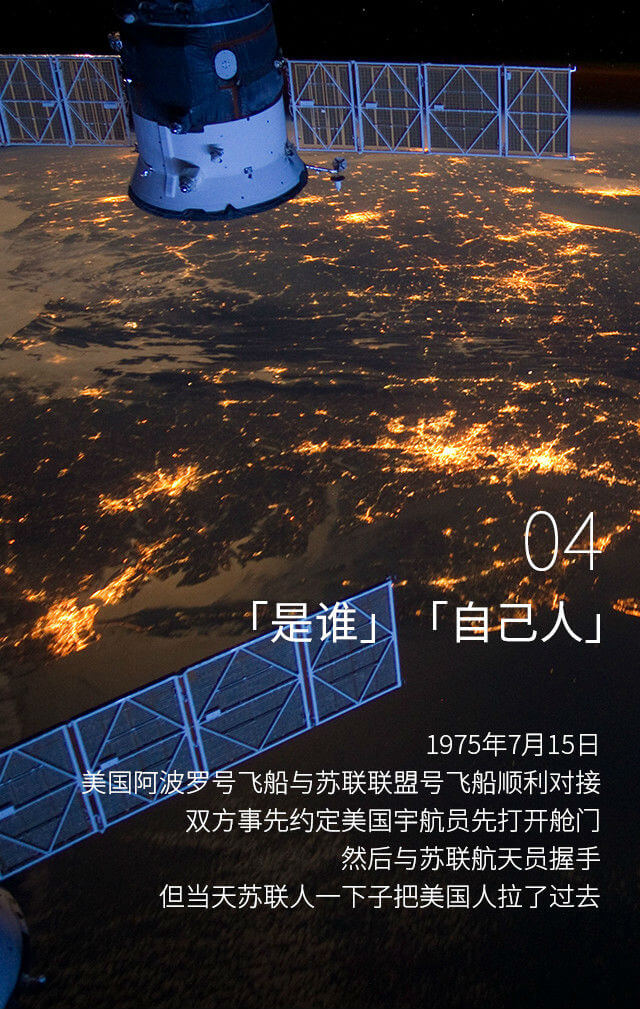 04
「是谁」「自己人」
1975年7月15日
美国阿波罗号飞船与苏联联盟号飞船顺利对接
双方事先约定美国宇航员先打开舱门
然后与苏联航天员握手
但当天苏联人一下子把美国人拉了过去